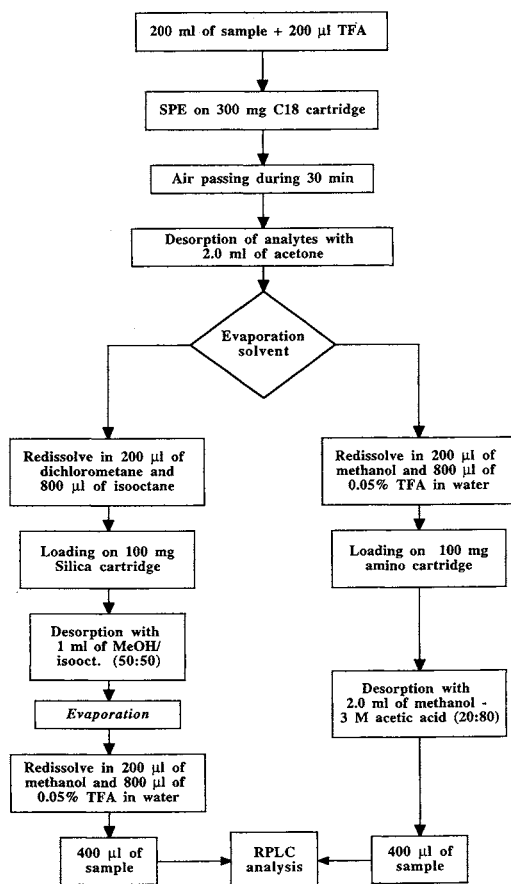 200 ml of sample + 200 µl TFA
SPE on 300 mg C18 cartridge
Air passing during 30 min
Desorption of analytes with
2.0 ml of acetone
Evaporation
solvent
Redissolve in 200 µl of
dichlorometane and
800 µl of isooctane
Loading on 100 mg
Silica cartridge
Desorption with
1 ml of MeOH/
isooct. (50:50)
Evaporation
Redissolve in 200 µl of
methanol and 800 µl of
0.05% TFA in water
400 µl of
sample
Redissolve in 200 µl of
methanol and 800 µl of
0.05% TFA in water
Loading on 100 mg
amino cartridge
Desorption with
2.0 ml of methanol -
3 M acetic acid (20:80)
400 µl of
sample
RPLC
analysis